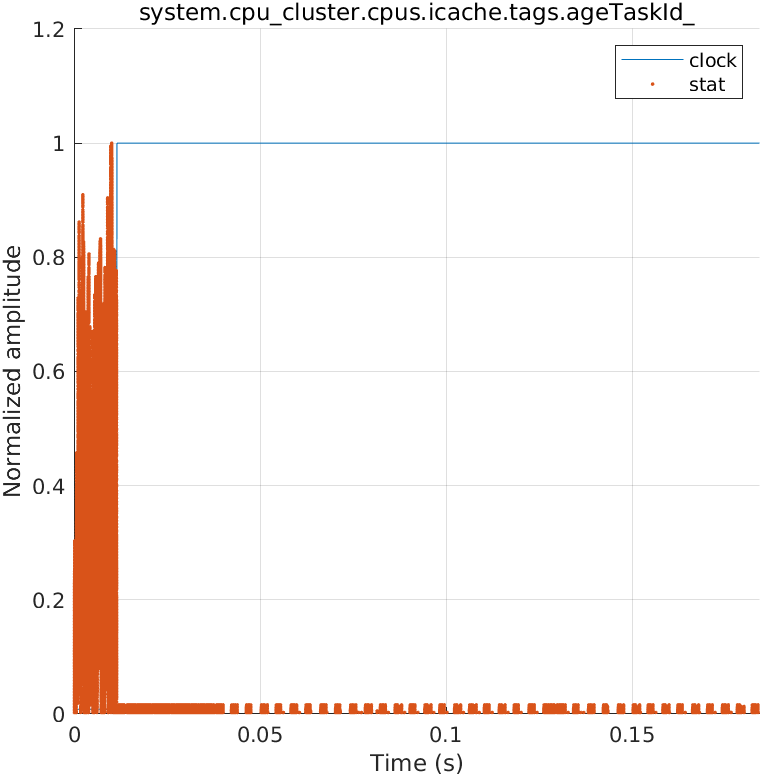 system.cpu_cluster.cpus.icache.tags.ageTaskId_
1.2
clock
stat
1
0.8
Normalized amplitude
0.6
0.4
0.2
0
0
0.05
0.1
0.15
Time (s)